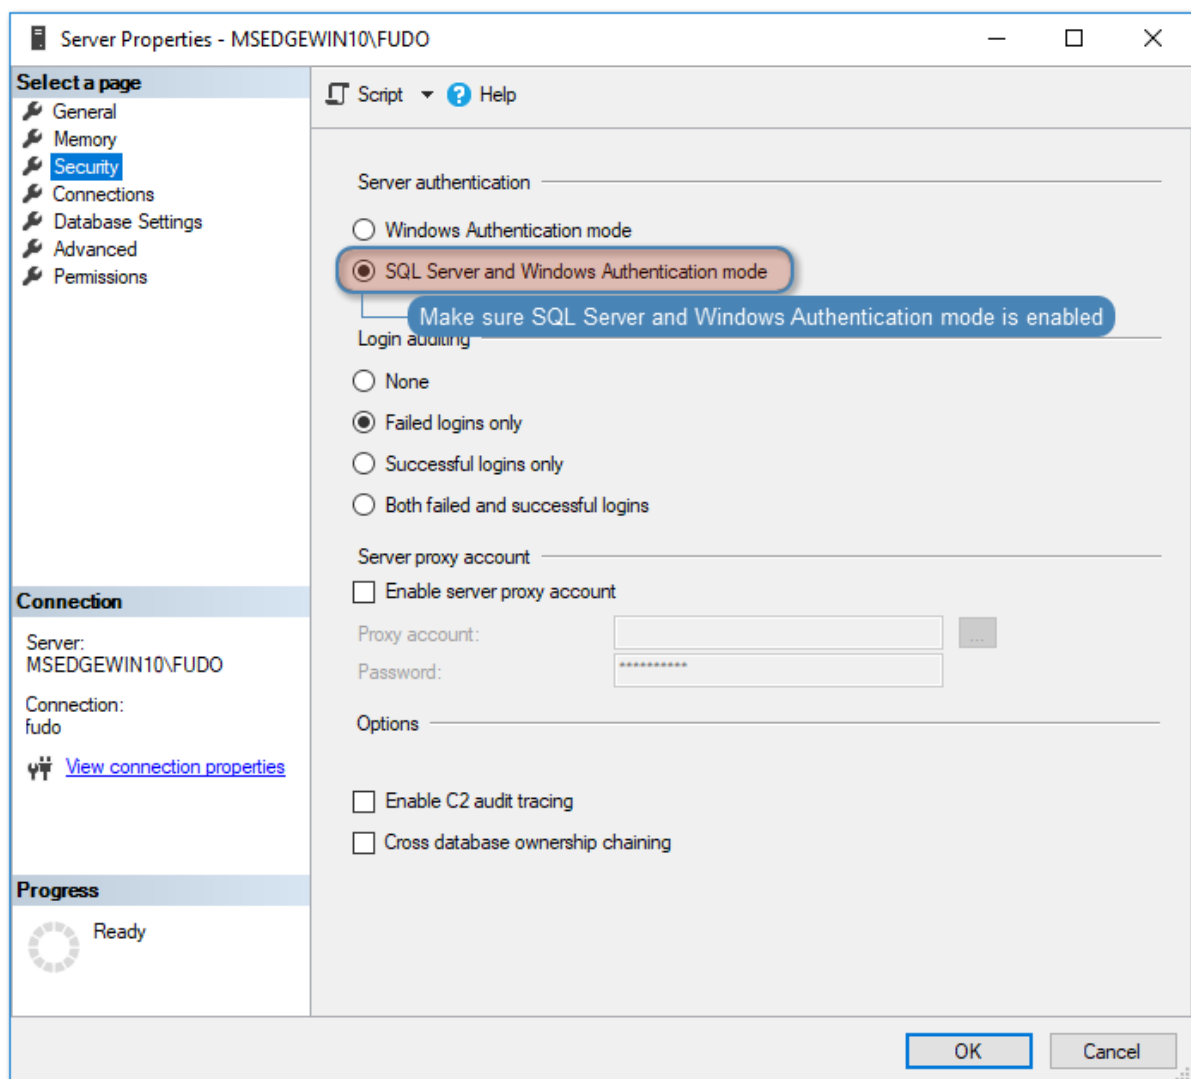 Server Properties - MSEDGEWIN10\FUDO
Select a page
General
Memory
Security
Connections
Database Settings
Advanced
Permissions
Script
Help
Server authentication
Windows Authentication mode
SQL Server and Windows Authentication mode
Make sure SQL Server and Windows Authentication mode is enabled
Login auditing
None
Failed logins only
Successful logins only
Both failed and successful logins
Server proxy account
Enable server proxy account
Proxy account:
...
Password:
**********
Options
Enable C2 audit tracing
Cross database ownership chaining
Connection
Server:
MSEDGEWIN10\FUDO
Connection:
fudo
View connection properties
Progress
Ready
OK
Cancel